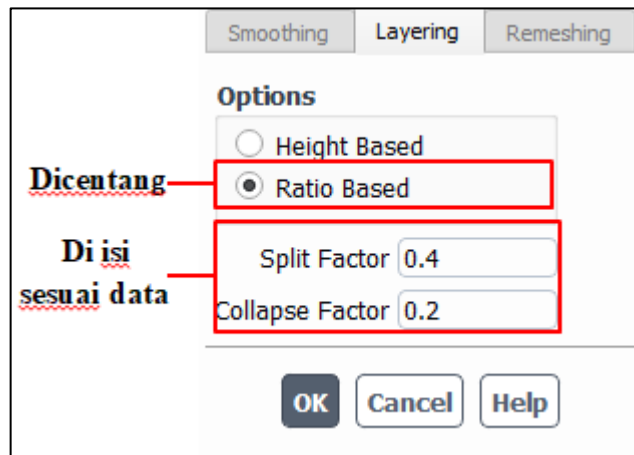 Smoothing Layering Remeshing
Options
Height Based
Dicentang
Ratio Based
Di isi
sesuai data
Split Factor 0.4
Collapse Factor 0.2
OK Cancel Help